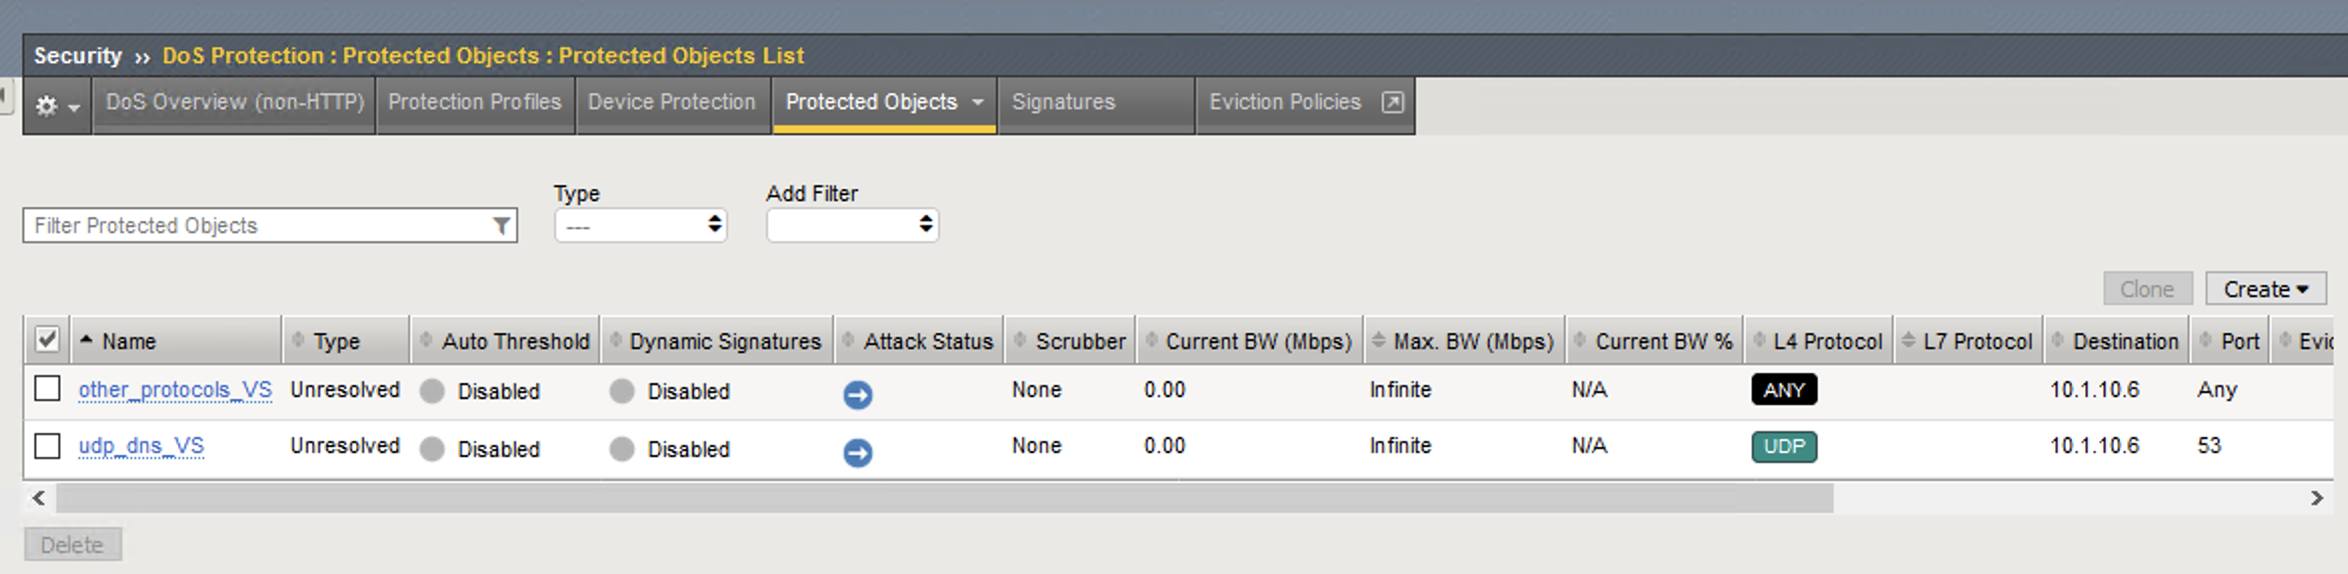 Security ›› DoS Protection : Protected Objects : Protected Objects List
DoS Overview (non-HTTP) Protection Profiles Device Protection Protected Objects Signatures Eviction Policies
Type Add Filter
Filter Protected Objects ---
Clone Create
Name Type Auto Threshold Dynamic Signatures Attack Status Scrubber Current BW (Mbps) Max. BW (Mbps) Current BW % L4 Protocol L7 Protocol Destination Port Evic
other_protocols_VS Unresolved Disabled Disabled None 0.00 Infinite N/A ANY 10.1.10.6 Any
udp_dns_VS Unresolved Disabled Disabled None 0.00 Infinite N/A UDP 10.1.10.6 53
Delete